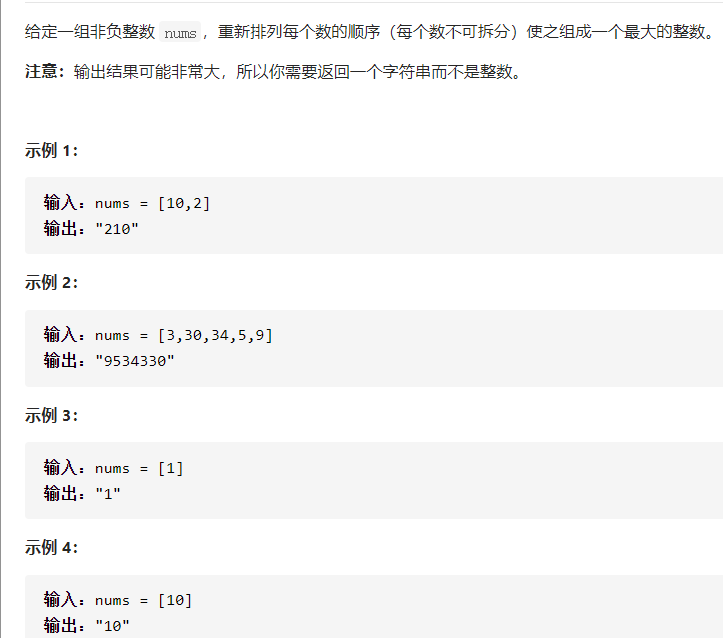 给定一组非负整数 nums，重新排列每个数的顺序（每个数不可拆分）使之组成一个最大的整数。
注意：输出结果可能非常大，所以你需要返回一个字符串而不是整数。
示例 1：
输入：nums = [10,2]
输出："210"
示例 2：
输入：nums = [3,30,34,5,9]
输出："9534330"
示例 3：
输入：nums = [1]
输出："1"
示例 4：
输入：nums = [10]
输出："10"